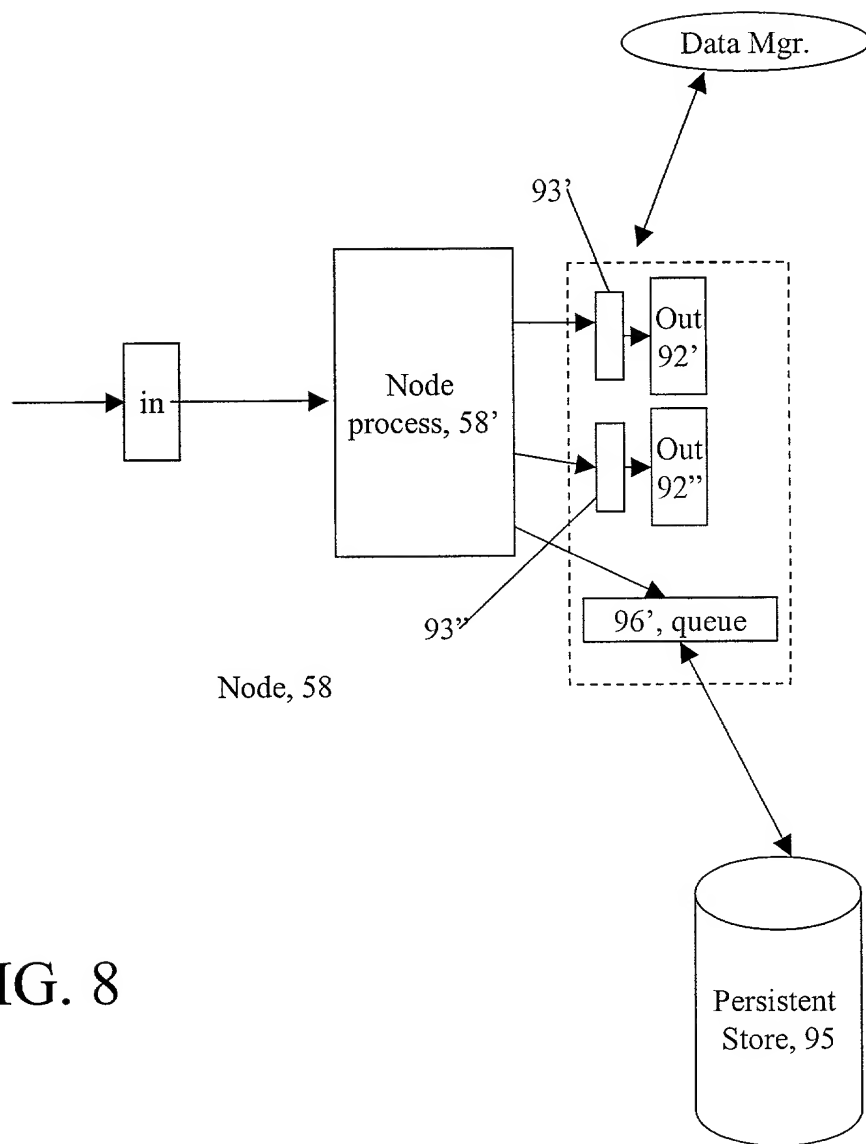 Data Mgr.
93’
Out
92’
in
Node
process, 58’
Out
92”
93”
96’, queue
Node, 58
IG. 8
Persistent
Store, 95